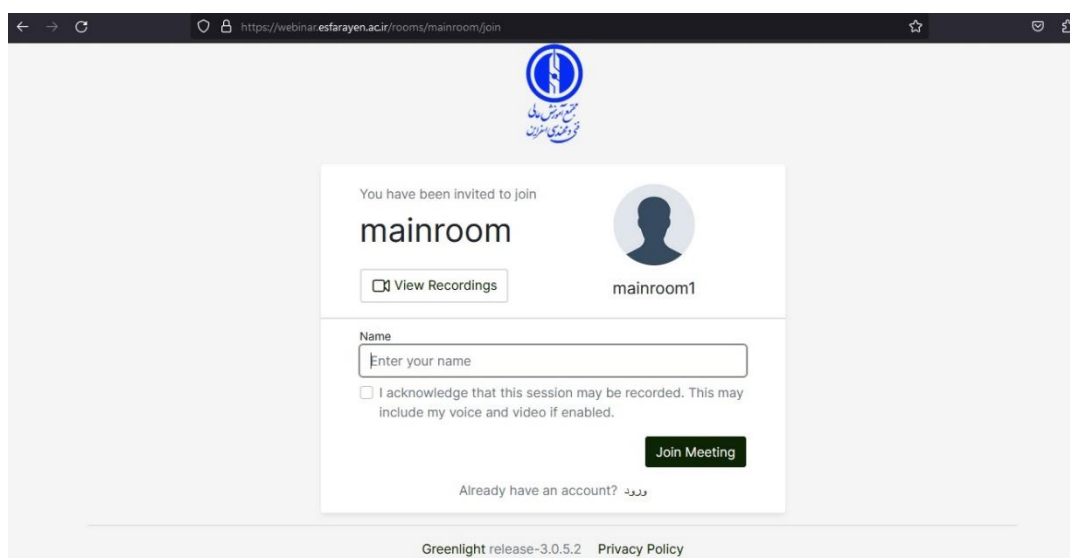 https://webinar.esfarayen.ac.ir/rooms/mainroom/join
مجتمع آموزش عالی
فنی و مهندسی اسفراین
You have been invited to join
mainroom
View Recordings
mainroom1
Name
Enter your name
I acknowledge that this session may be recorded. This may
include my voice and video if enabled.
Join Meeting
Already have an account? ورود
Greenlight release-3.0.5.2 Privacy Policy